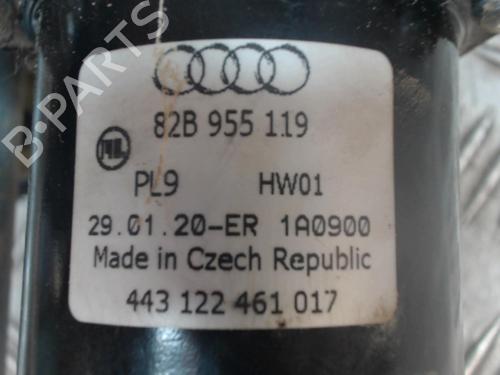 82B 955 119
PL9 HW01
29.01.20-ER 1A0900
Made in Czech Republic
443 122 461 017
B-PARTS